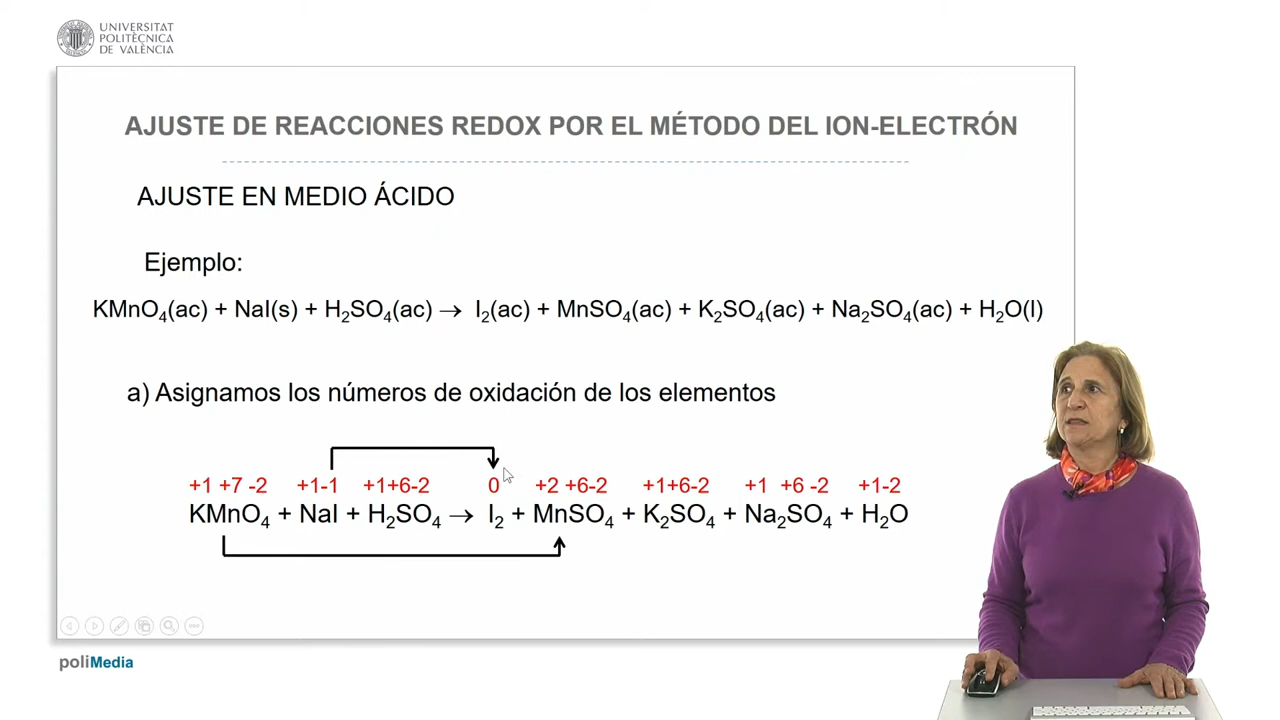 UNIVERSITAT
POLITÈCNICA
DE VALÈNCIA
AJUSTE DE REACCIONES REDOX POR EL MÉTODO DEL ION-ELECTRÓN
AJUSTE EN MEDIO ÁCIDO
Ejemplo:
KMnO₄(ac) + NaI(s) + H₂SO₄(ac) → I₂(ac) + MnSO₄(ac) + K₂SO₄(ac) + Na₂SO₄(ac) + H₂O(l)
a) Asignamos los números de oxidación de los elementos
+1 +7 -2 +1-1 +1+6-2 0 +2 +6-2 +1+6-2 +1 +6 -2 +1-2
KMnO₄ + NaI + H₂SO₄ → I₂ + MnSO₄ + K₂SO₄ + Na₂SO₄ + H₂O
poliMedia